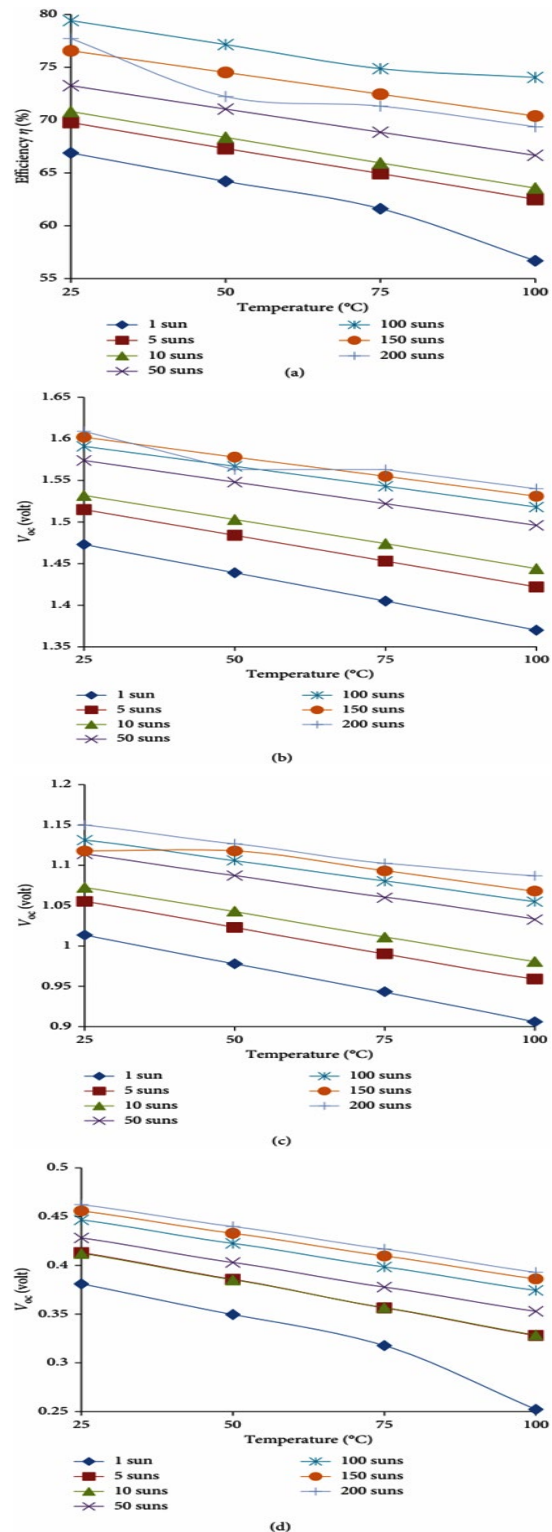 80
75
70
65
60
55
Efficiency η (%)
25 50 75 100
Temperature (°C)
1 sun 100 suns
5 suns 150 suns
10 suns 200 suns
50 suns
(a)
1.65
1.6
1.55
1.5
1.45
1.4
1.35
Voc (volt)
25 50 75 100
Temperature (°C)
1 sun 100 suns
5 suns 150 suns
10 suns 200 suns
50 suns
(b)
1.2
1.15
1.1
1.05
1
0.95
0.9
Voc (volt)
25 50 75 100
Temperature (°C)
1 sun 100 suns
5 suns 150 suns
10 suns 200 suns
50 suns
(c)
0.5
0.45
0.4
0.35
0.3
0.25
Voc (volt)
25 50 75 100
Temperature (°C)
1 sun 100 suns
5 suns 150 suns
10 suns 200 suns
50 suns
(d)